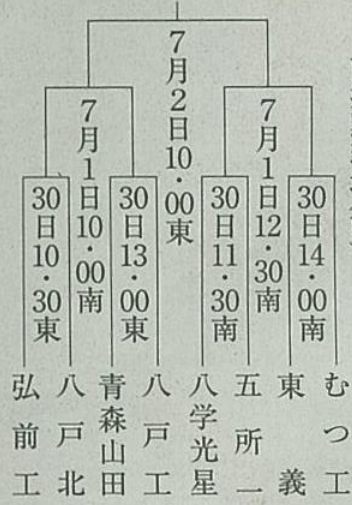 7月2日10・00東
7月1日12・30南
7月1日10・00南
30日14・00南
30日11・30南
30日13・00東
30日10・30東
むつ工
東義
五所一
八学光星
八戸工
青森山田
八戸北
弘前工